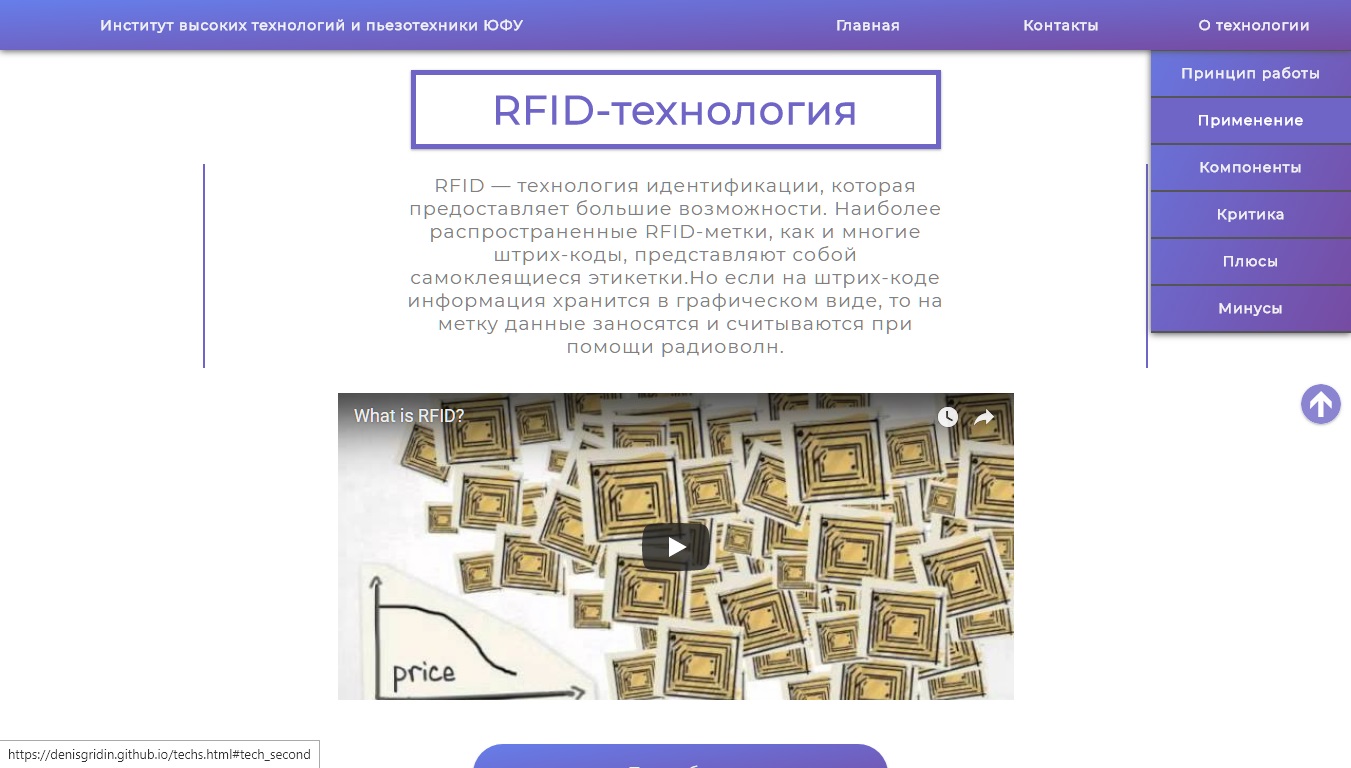 Институт высоких технологий и пьезотехники ЮФУ
Главная
Контакты
О технологии
Принцип работы
Применение
Компоненты
Критика
Плюсы
Минусы
RFID-технология
RFID — технология идентификации, которая
предоставляет большие возможности. Наиболее
распространенные RFID-метки, как и многие
штрих-коды, представляют собой
самоклеящиеся этикетки.Но если на штрих-коде
информация хранится в графическом виде, то на
метку данные заносятся и считываются при
помощи радиоволн.
What is RFID?
price
https://denisgridin.github.io/techs.html#tech_second